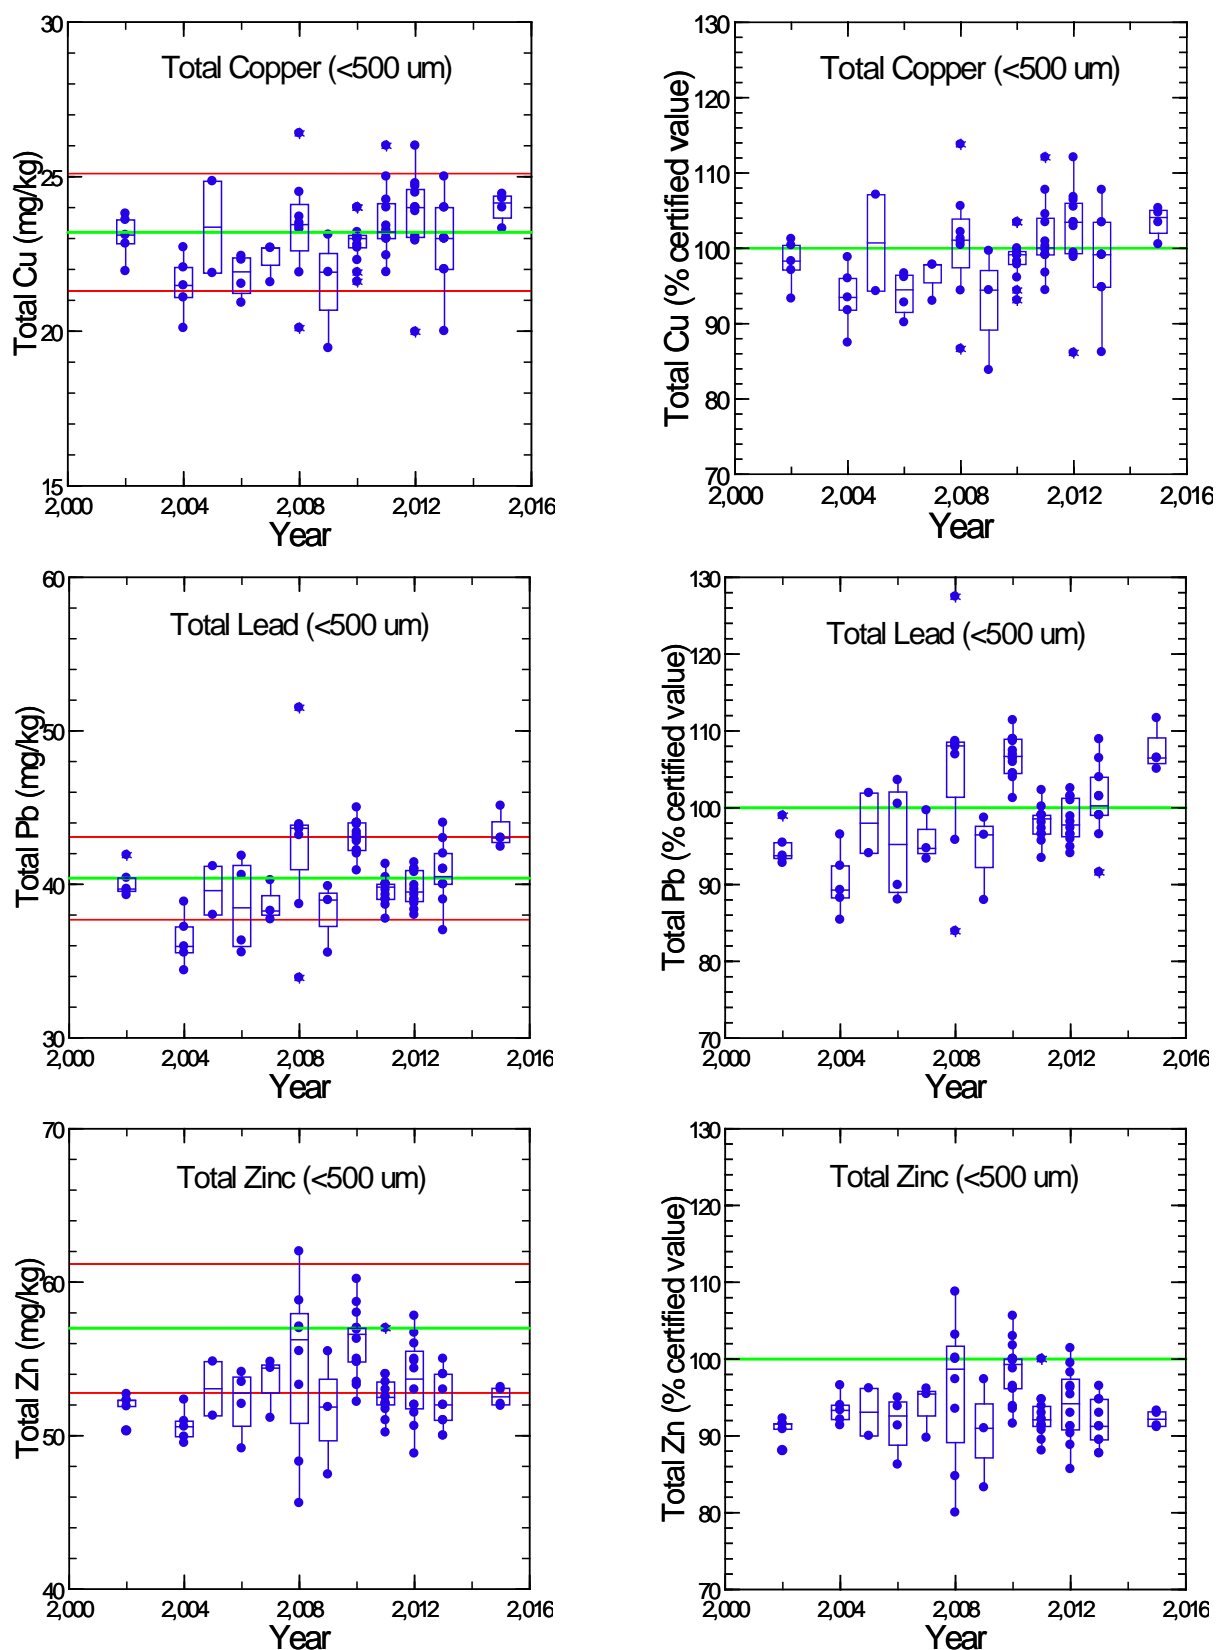 30
Total Copper (<500 um)
25
20
15
Total Cu (mg/kg)
2,000 2,004 2,008 2,012 2,016
Year
130
Total Copper (<500 um)
120
110
100
90
80
70
Total Cu (% certified value)
2,000 2,004 2,008 2,012 2,016
Year
60
Total Lead (<500 um)
50
40
30
Total Pb (mg/kg)
2,000 2,004 2,008 2,012 2,016
Year
130
Total Lead (<500 um)
120
110
100
90
80
70
Total Pb (% certified value)
2,000 2,004 2,008 2,012 2,016
Year
70
Total Zinc (<500 um)
60
50
40
Total Zn (mg/kg)
2,000 2,004 2,008 2,012 2,016
Year
130
Total Zinc (<500 um)
120
110
100
90
80
70
Total Zn (% certified value)
2,000 2,004 2,008 2,012 2,016
Year